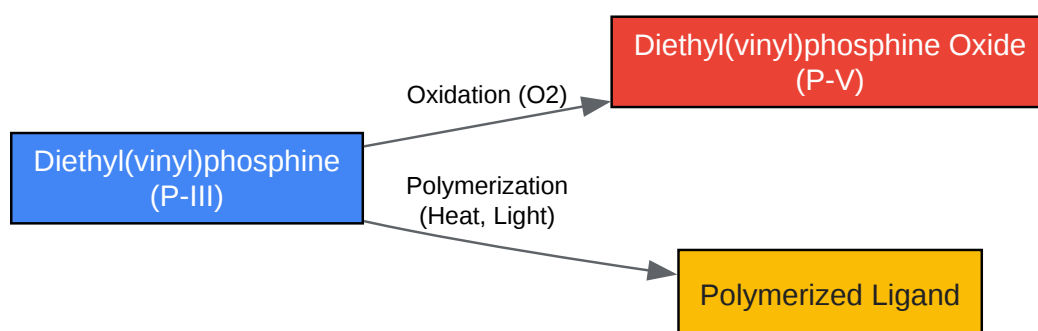 Diethyl(vinyl)phosphine Oxide
(P-V)
Oxidation (O2)
Diethyl(vinyl)phosphine
(P-III)
Polymerization
(Heat, Light)
Polymerized Ligand